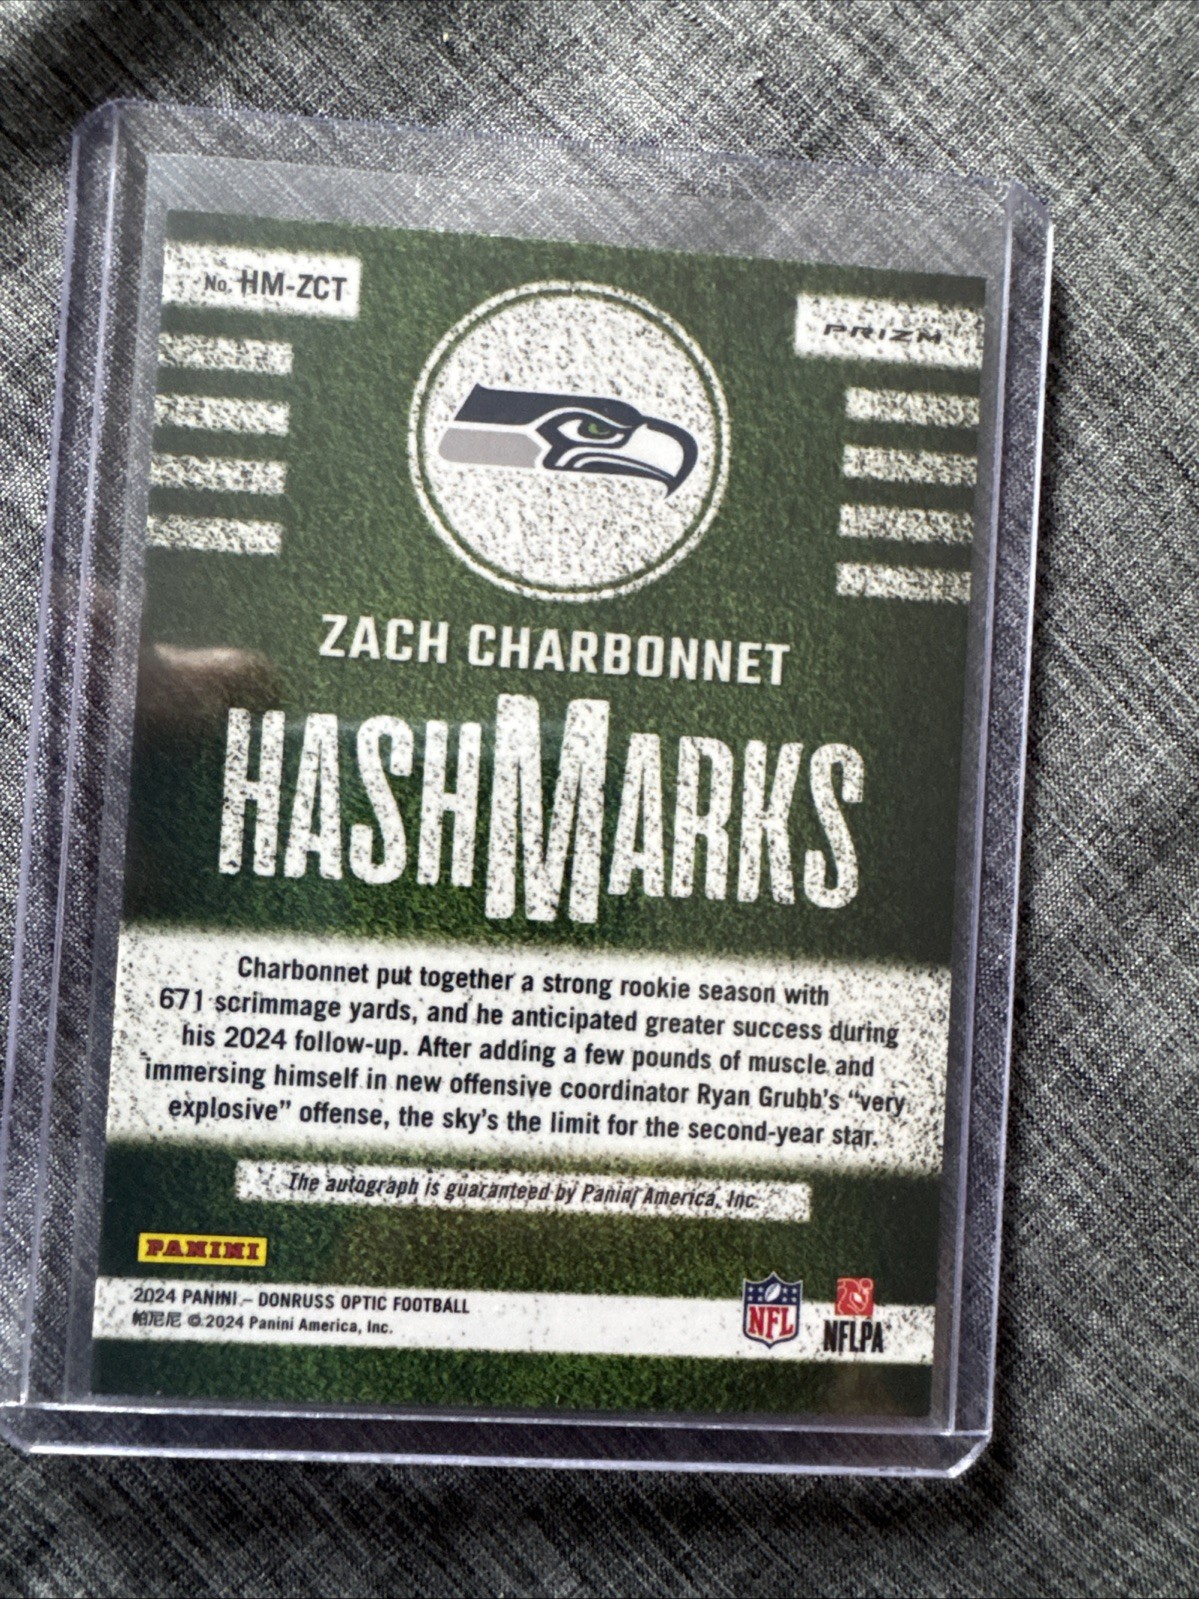 No. HM-ZCT
PRIZM
ZACH CHARBONNET
HASHMARKS
Charbonnet put together a strong rookie season with
671 scrimmage yards, and he anticipated greater success during
his 2024 follow-up. After adding a few pounds of muscle and
immersing himself in new offensive coordinator Ryan Grubb's "very
explosive" offense, the sky's the limit for the second-year star.
The autograph is guaranteed by Panini America, Inc.
PANINI
2024 PANINI – DONRUSS OPTIC FOOTBALL
帕尼尼 © 2024 Panini America, Inc.
NFL
NFLPA